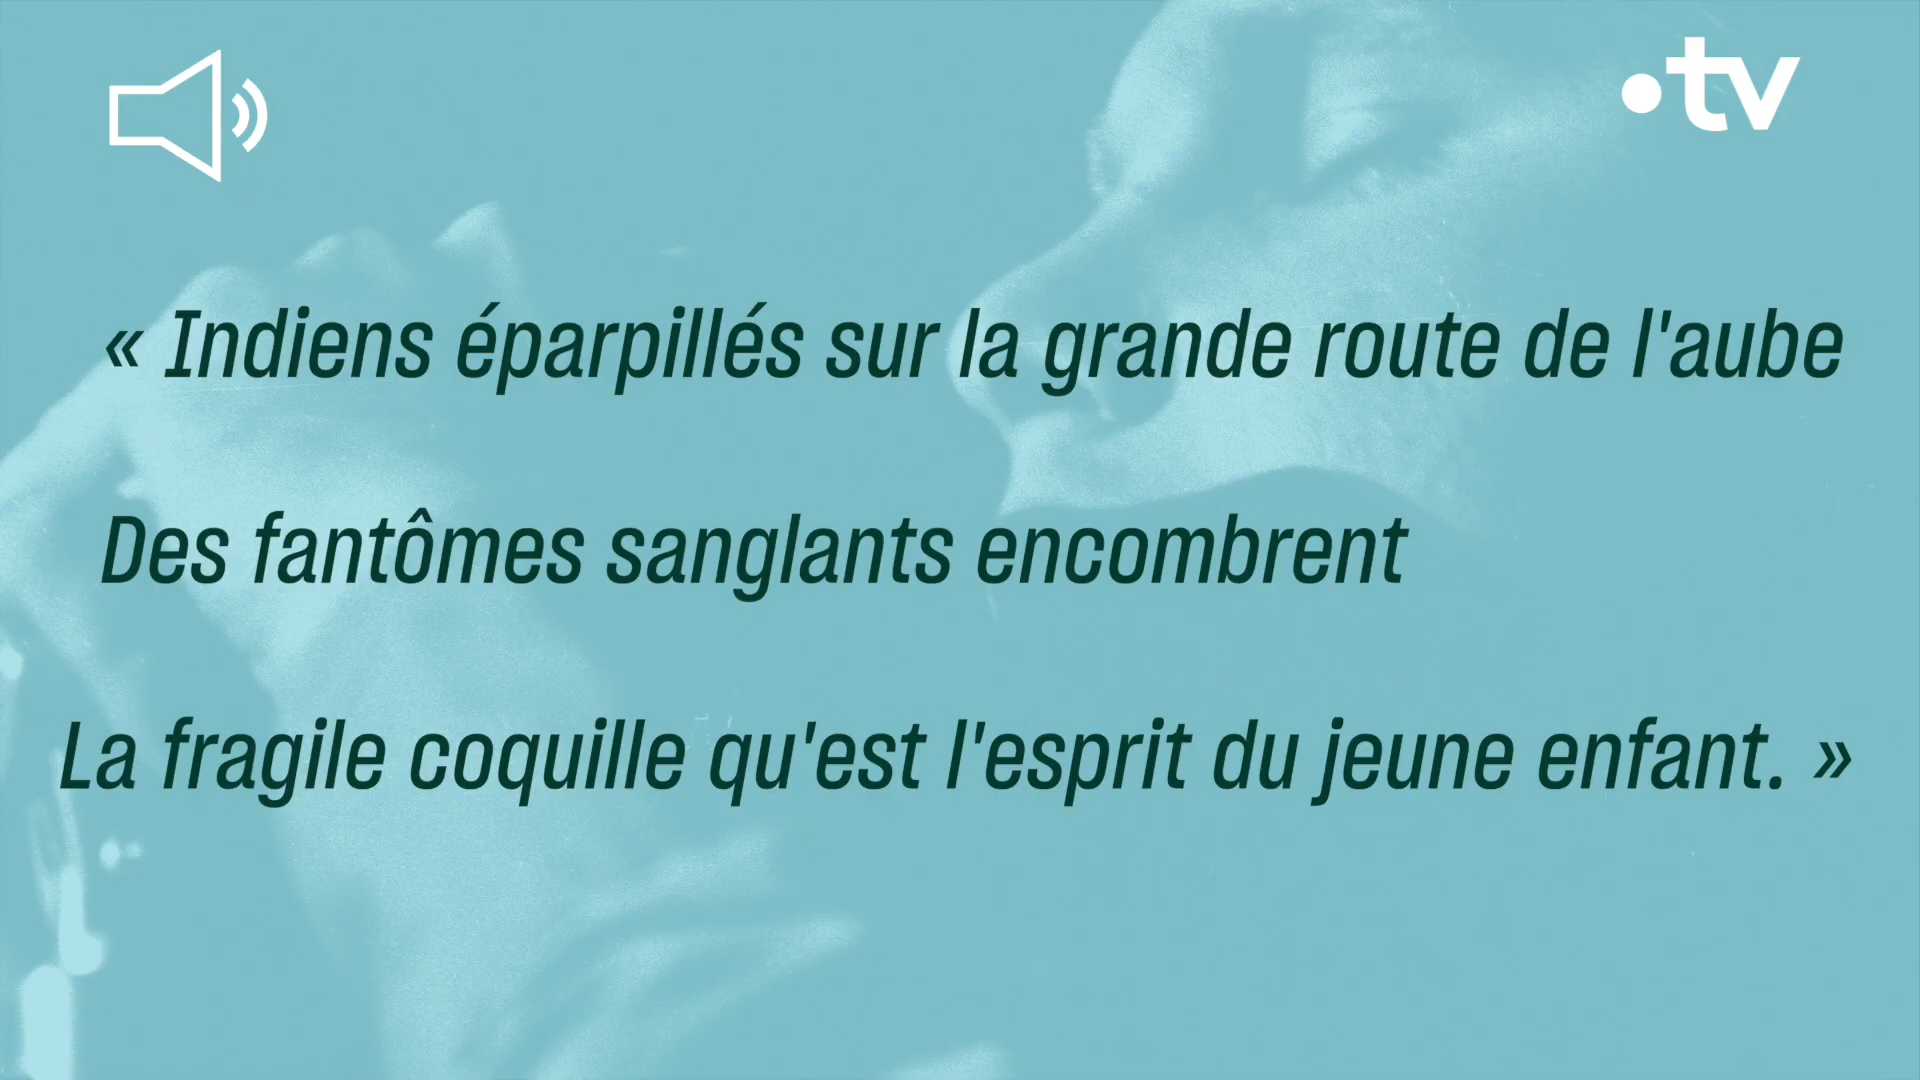 tv
« Indiens éparpillés sur la grande route de l'aube
Des fantômes sanglants encombrent
La fragile coquille qu'est l'esprit du jeune enfant. »